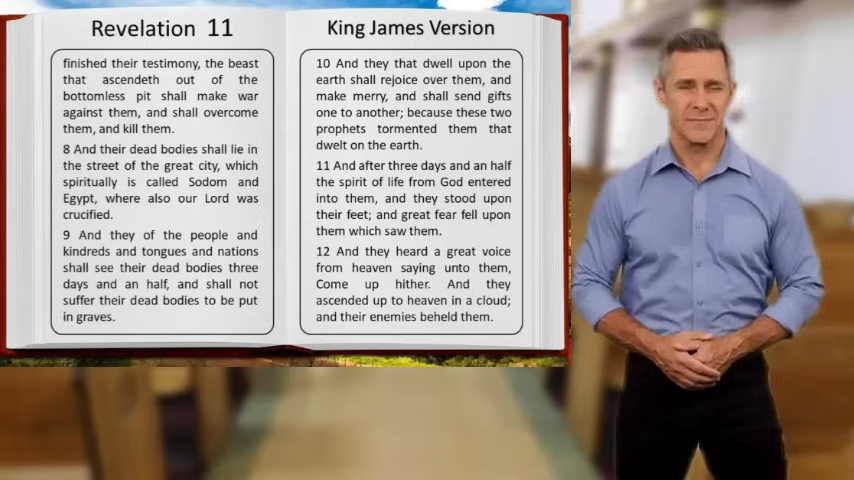 Revelation 11
finished their testimony, the beast
that ascendeth out of the
bottomless pit shall make war
against them, and shall overcome
them, and kill them.
8 And their dead bodies shall lie in
the street of the great city, which
spiritually is called Sodom and
Egypt, where also our Lord was
crucified.
9 And they of the people and
kindreds and tongues and nations
shall see their dead bodies three
days and an half, and shall not
suffer their dead bodies to be put
in graves.
King James Version
10 And they that dwell upon the
earth shall rejoice over them, and
make merry, and shall send gifts
one to another; because these two
prophets tormented them that
dwelt on the earth.
11 And after three days and an half
the spirit of life from God entered
into them, and they stood upon
their feet; and great fear fell upon
them which saw them.
12 And they heard a great voice
from heaven saying unto them,
Come up hither. And they
ascended up to heaven in a cloud;
and their enemies beheld them.